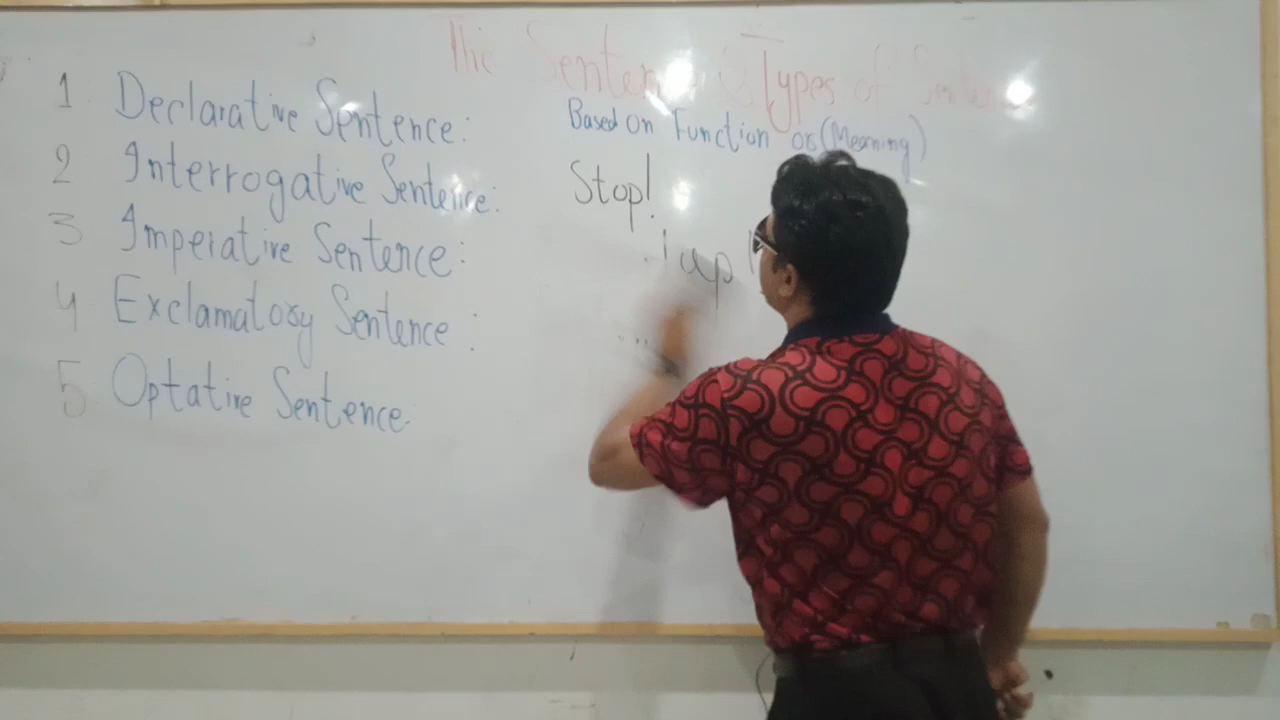 The Sentence & Types of Sentence
1 Declarative Sentence:
2 Interrogative Sentence:
3 Imperative Sentence:
4 Exclamatory Sentence:
5 Optative Sentence
Based on Function or (Meaning)
Stop!
up